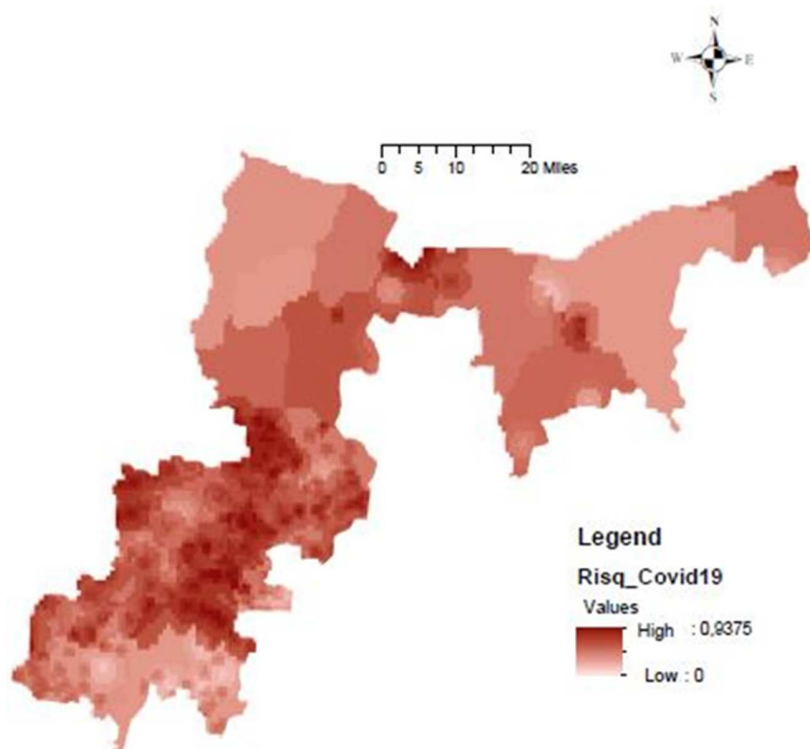 N
W E
S
0 5 10 20 Miles
Legend
Risq_Covid19
Values
High : 0,9375
Low : 0